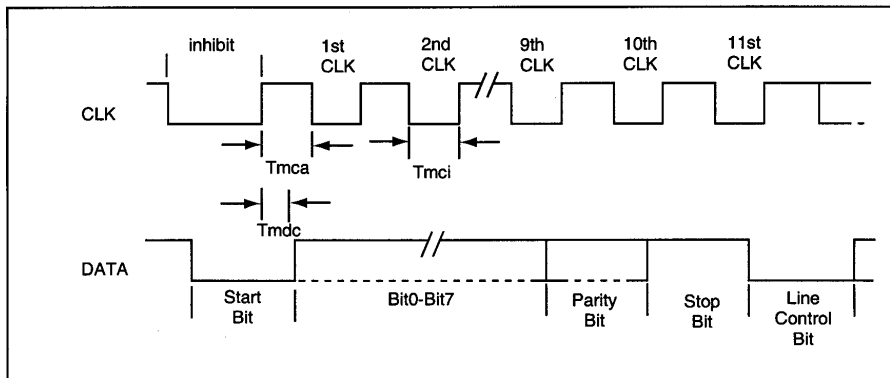 inhibit
1st
CLK
2nd
CLK
9th
CLK
10th
CLK
11st
CLK
CLK
Tmca
Tmci
Tmdc
DATA
Start
Bit
Bit0-Bit7
Parity
Bit
Stop
Bit
Line
Control
Bit